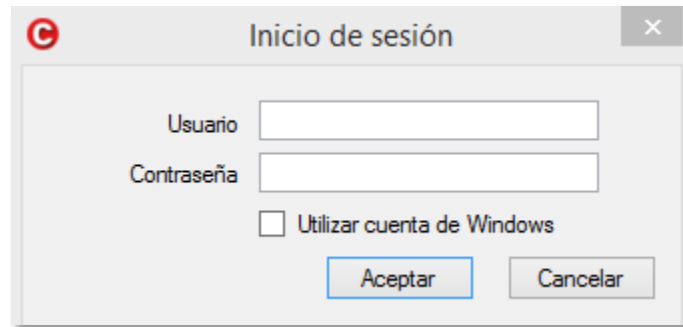 Inicio de sesión
Usuario
Contraseña
Utilizar cuenta de Windows
Aceptar Cancelar